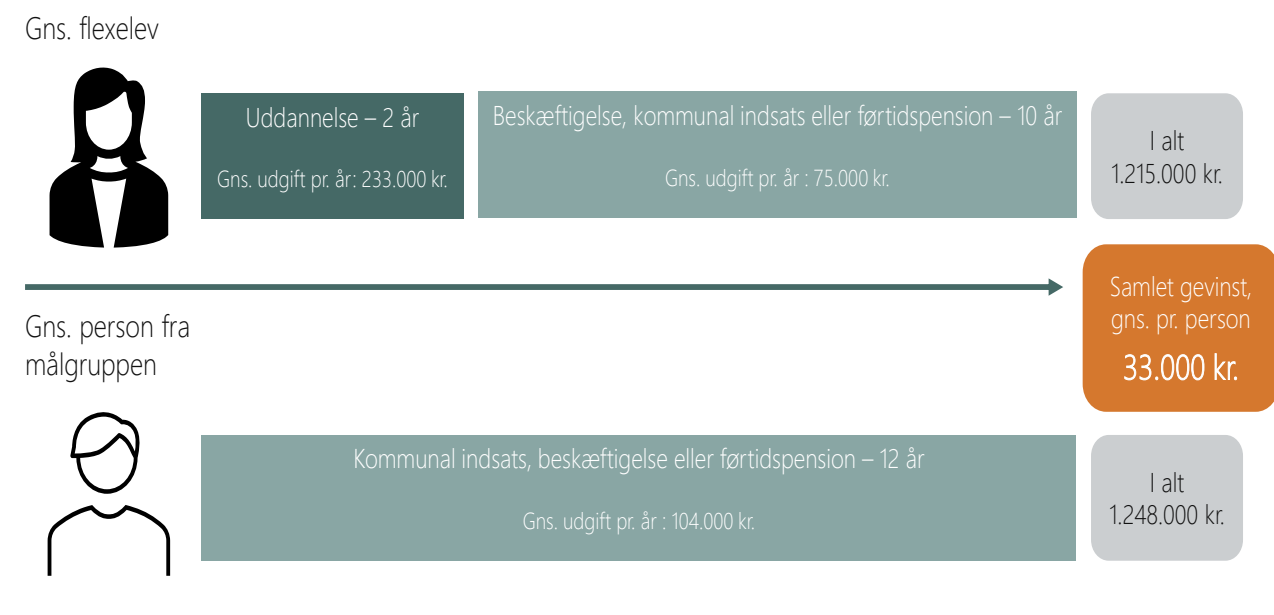 Gns. flexelev
Uddannelse – 2 år
Gns. udgift pr. år: 233.000 kr.
Beskæftigelse, kommunal indsats eller førtidspension – 10 år
Gns. udgift pr. år : 75.000 kr.
I alt
1.215.000 kr.
Samlet gevinst,
gns. pr. person
33.000 kr.
Gns. person fra
målgruppen
Kommunal indsats, beskæftigelse eller førtidspension – 12 år
Gns. udgift pr. år : 104.000 kr.
I alt
1.248.000 kr.